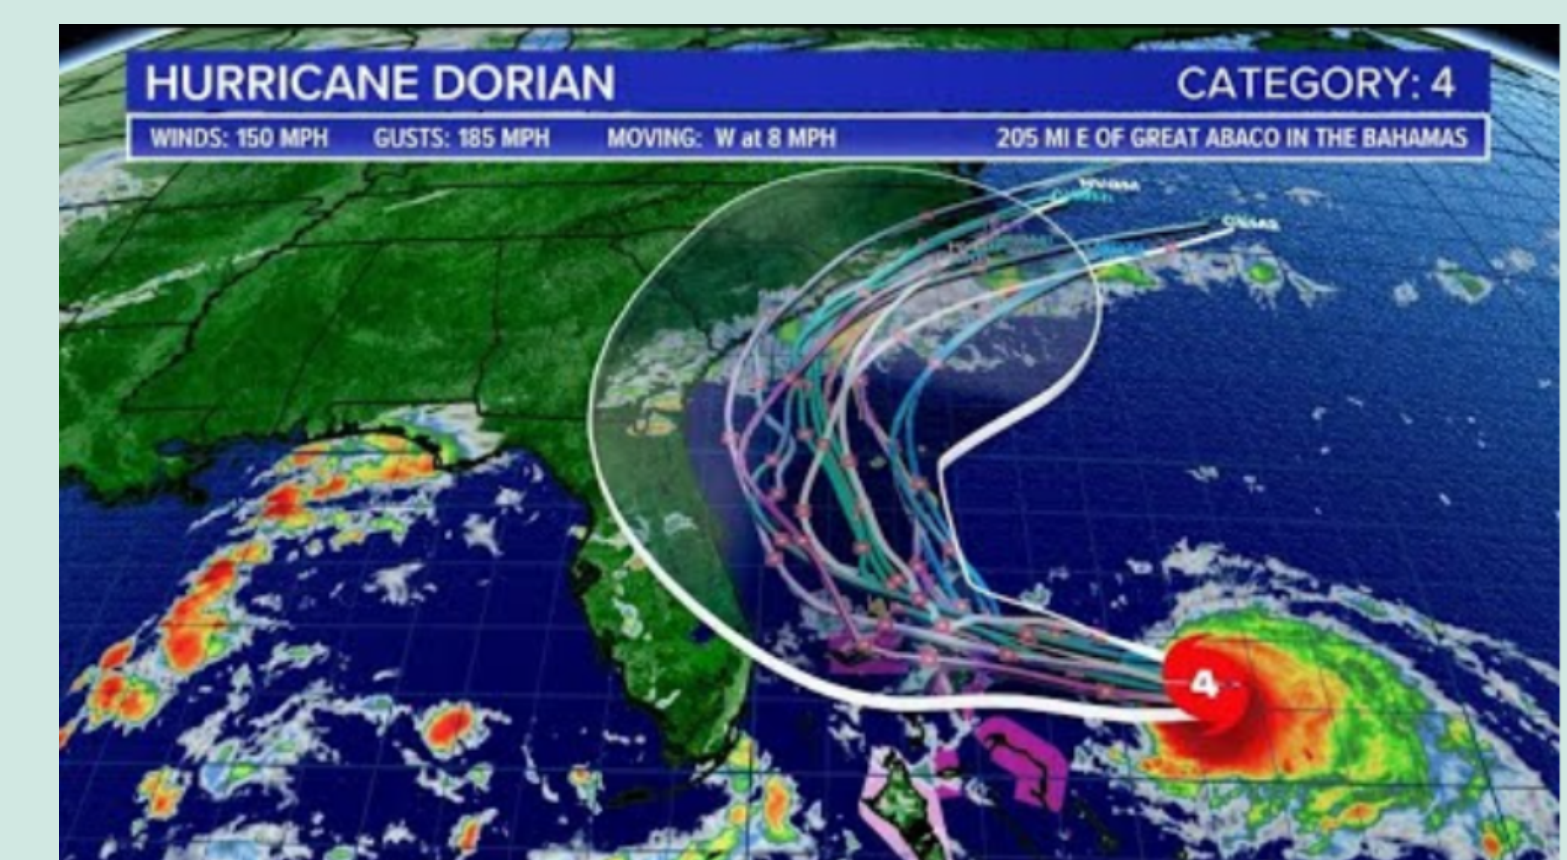 HURRICANE DORIAN
CATEGORY: 4
WINDS: 150 MPH GUSTS: 185 MPH MOVING: W at 8 MPH 205 MI E OF GREAT ABACO IN THE BAHAMAS
4